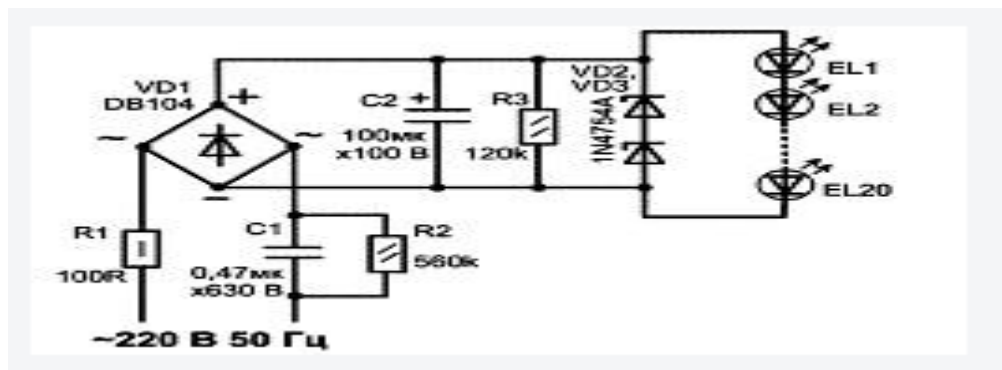 VD1
DB104
+
~
~
−
C2 +
100мк
х100 В
R3
120k
VD2,
VD3
1N4754A
EL1
EL2
EL20
R1
100R
C1
0,47мк
х630 В
R2
560k
~220 В 50 Гц